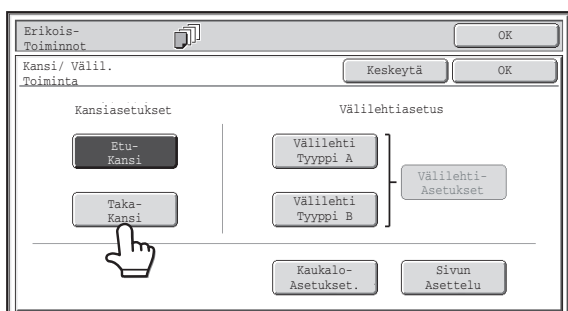 Erikois-
Toiminnot
OK
Kansi/ Välil.
Toiminta
Keskeytä
OK
Kansiasetukset
Välilehtiasetus
Etu-
Kansi
Välilehti
Tyyppi A
Välilehti-
Asetukset
Taka-
Kansi
Välilehti
Tyyppi B
Kaukalo-
Asetukset.
Sivun
Asettelu